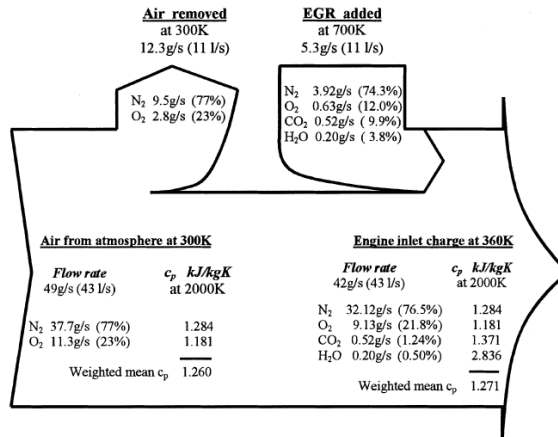 Air removed
at 300K
12.3g/s (11 l/s)
EGR added
at 700K
5.3g/s (11 l/s)
N₂ 9.5g/s (77%)
O₂ 2.8g/s (23%)
N₂ 3.92g/s (74.3%)
O₂ 0.63g/s (12.0%)
CO₂ 0.52g/s ( 9.9%)
H₂O 0.20g/s ( 3.8%)
Air from atmosphere at 300K
Flow rate cₚ kJ/kgK
49g/s (43 l/s) at 2000K
N₂ 37.7g/s (77%) 1.284
O₂ 11.3g/s (23%) 1.181
Weighted mean cₚ 1.260
Engine inlet charge at 360K
Flow rate cₚ kJ/kgK
42g/s (43 l/s) at 2000K
N₂ 32.12g/s (76.5%) 1.284
O₂ 9.13g/s (21.8%) 1.181
CO₂ 0.52g/s (1.24%) 1.371
H₂O 0.20g/s (0.50%) 2.836
Weighted mean cₚ 1.271